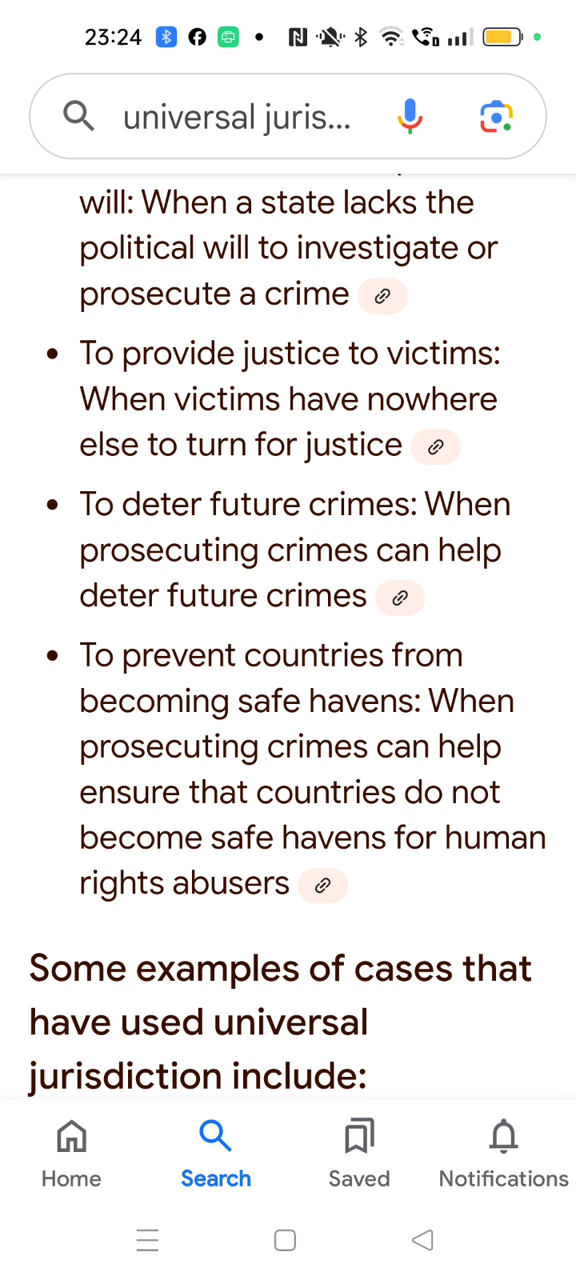 23:24
universal juris...
will: When a state lacks the
political will to investigate or
prosecute a crime
• To provide justice to victims:
When victims have nowhere
else to turn for justice
• To deter future crimes: When
prosecuting crimes can help
deter future crimes
• To prevent countries from
becoming safe havens: When
prosecuting crimes can help
ensure that countries do not
become safe havens for human
rights abusers
Some examples of cases that
have used universal
jurisdiction include:
Home Search Saved Notifications